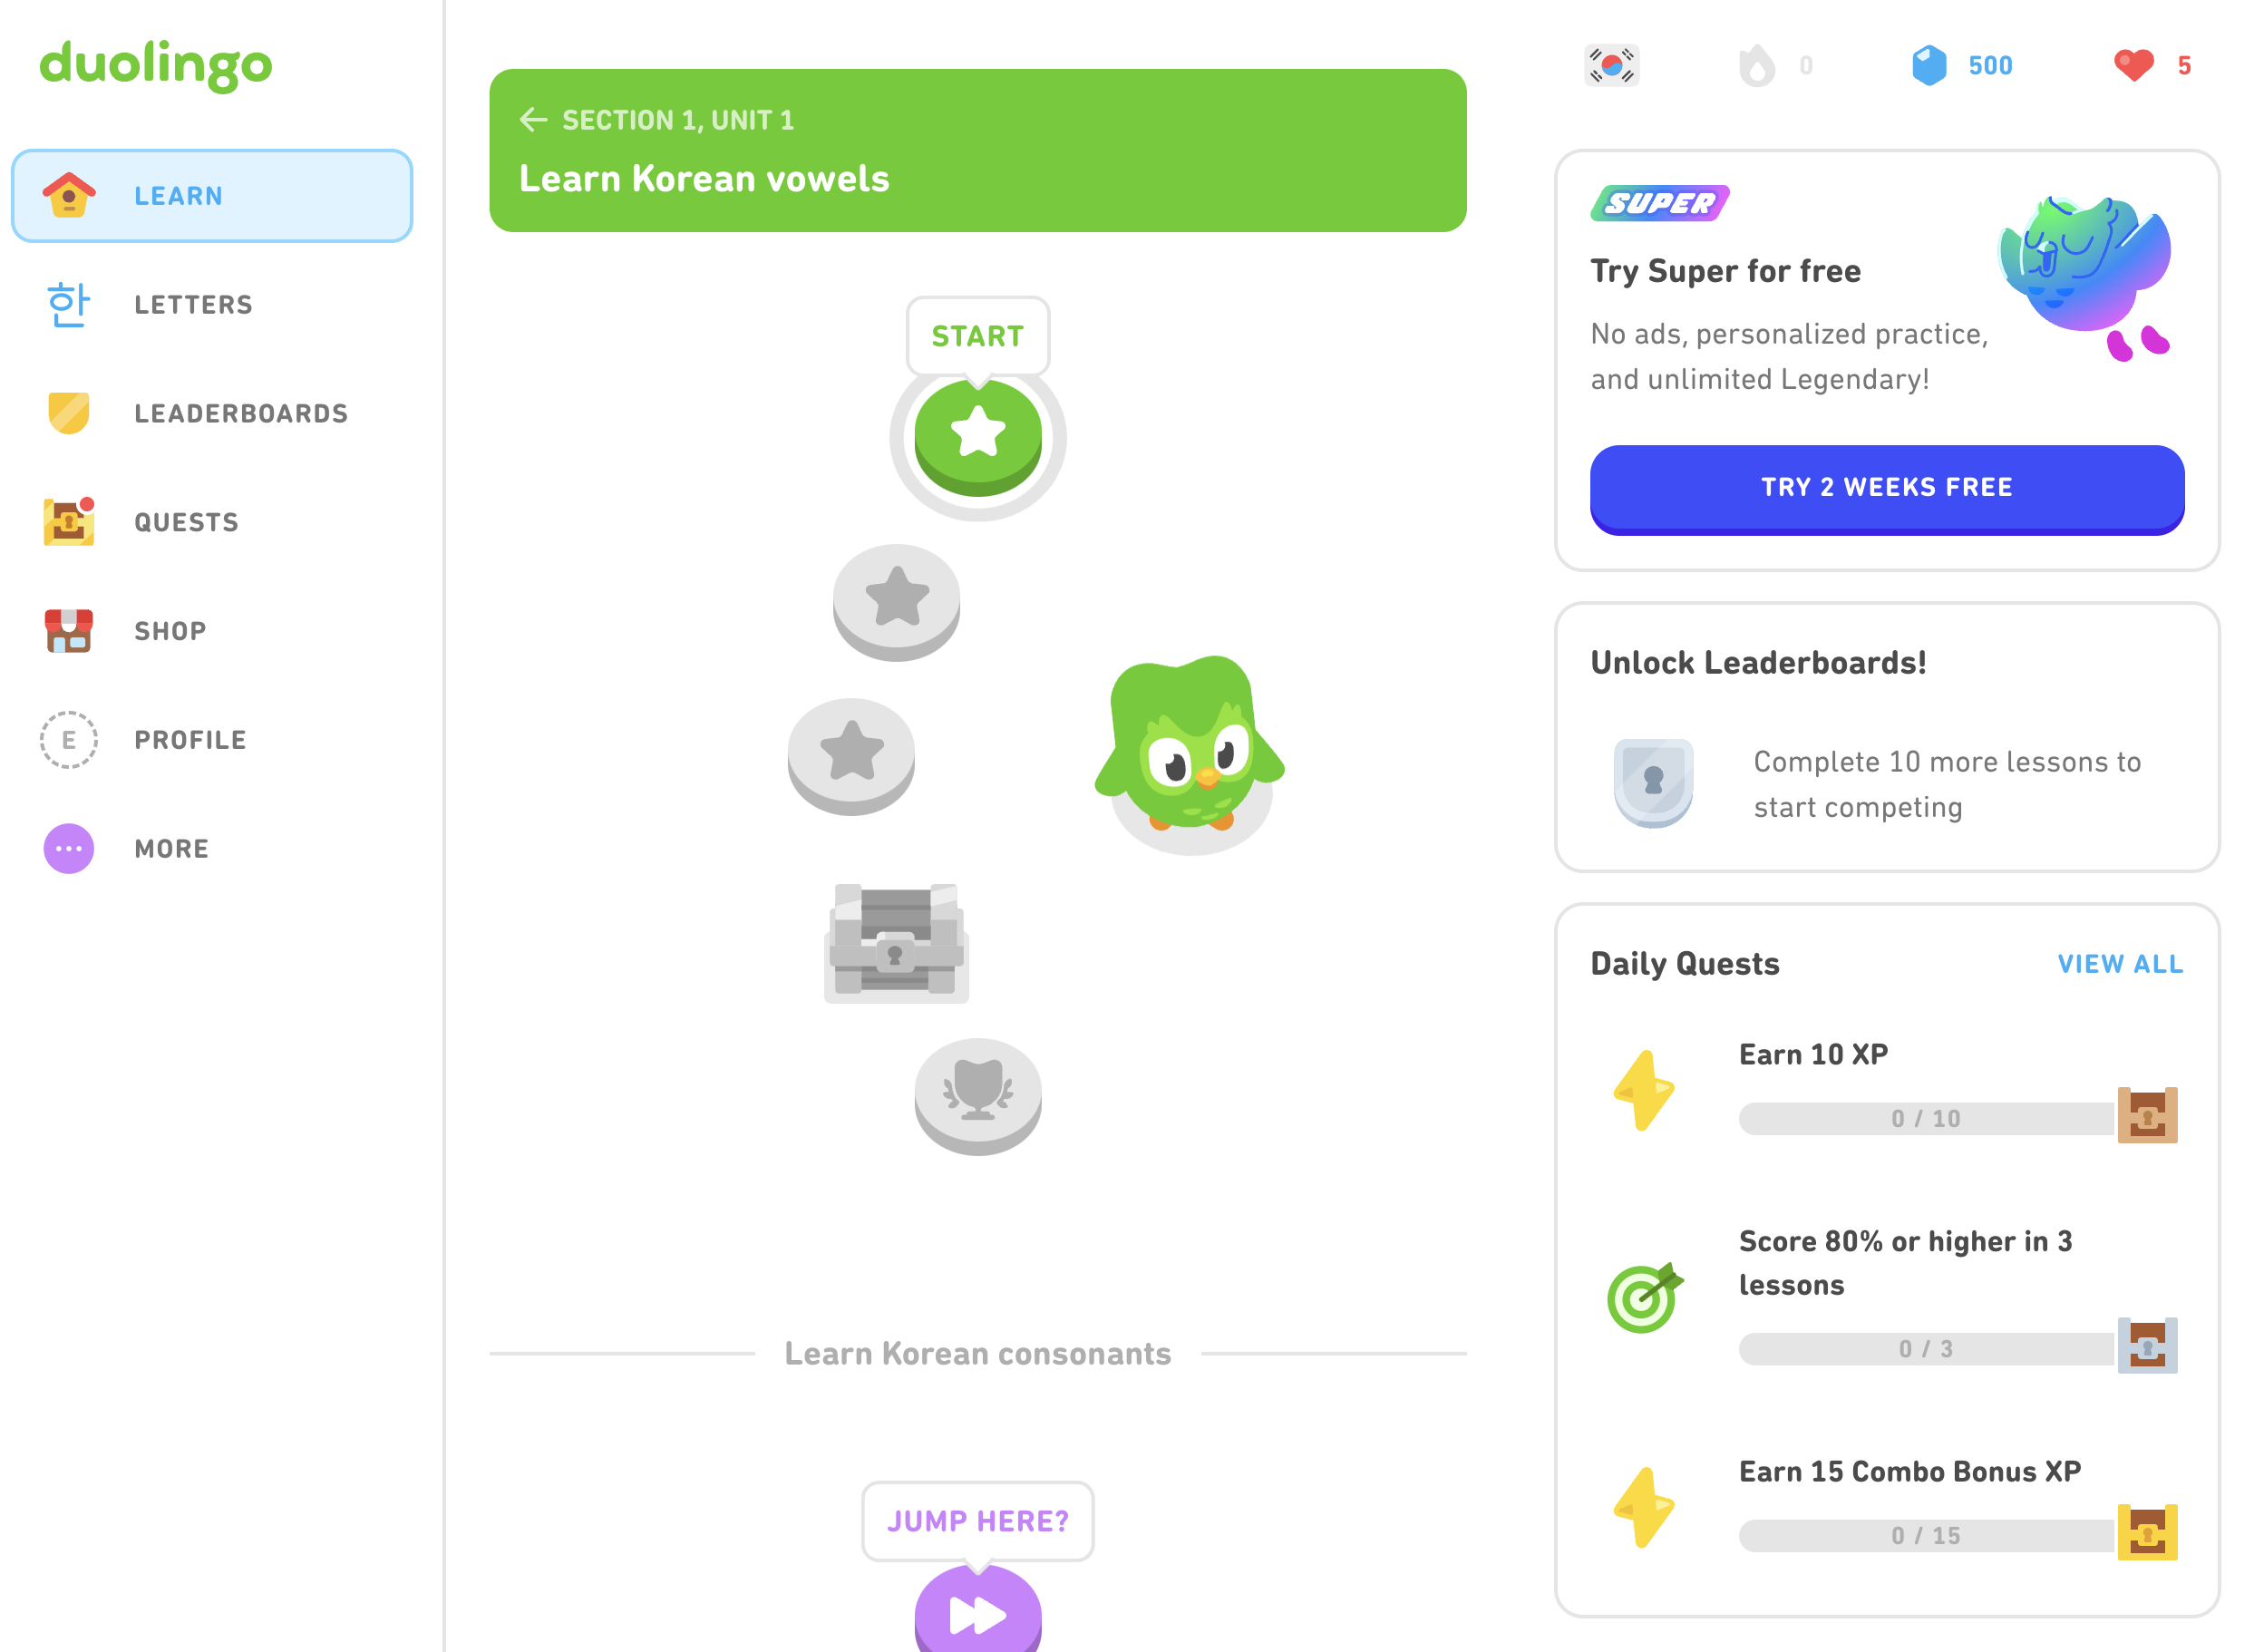 duolingo
LEARN
한
LETTERS
LEADERBOARDS
QUESTS
SHOP
E
PROFILE
MORE
SECTION 1, UNIT 1
Learn Korean vowels
START
Learn Korean consonants
JUMP HERE?
0
500
5
SUPER
Try Super for free
No ads, personalized practice,
and unlimited Legendary!
TRY 2 WEEKS FREE
Unlock Leaderboards!
Complete 10 more lessons to
start competing
Daily Quests
VIEW ALL
Earn 10 XP
0 / 10
Score 80% or higher in 3
lessons
0 / 3
Earn 15 Combo Bonus XP
0 / 15